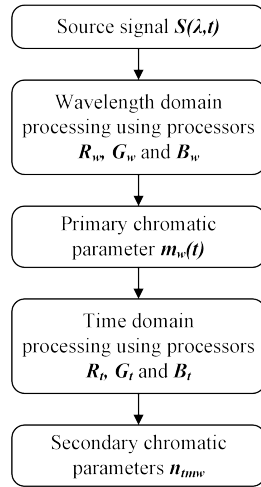 Source signal S(λ,t)
Wavelength domain
processing using processors
Rw, Gw and Bw
Primary chromatic
parameter mw(t)
Time domain
processing using processors
Rt, Gt and Bt
Secondary chromatic
parameters ntmw